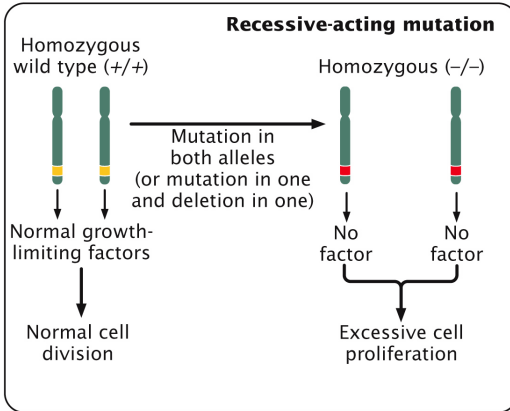 Recessive-acting mutation
Homozygous
wild type (+/+)
Homozygous (–/–)
Mutation in
both alleles
(or mutation in one
and deletion in one)
Normal growth-
limiting factors
No
factor
No
factor
Normal cell
division
Excessive cell
proliferation